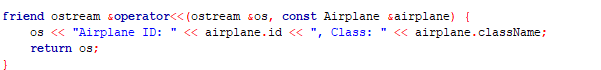 friend ostream &operator<<(ostream &os, const Airplane &airplane) {
    os << "Airplane ID: " << airplane.id << ", Class: " << airplane.className;
    return os;
}